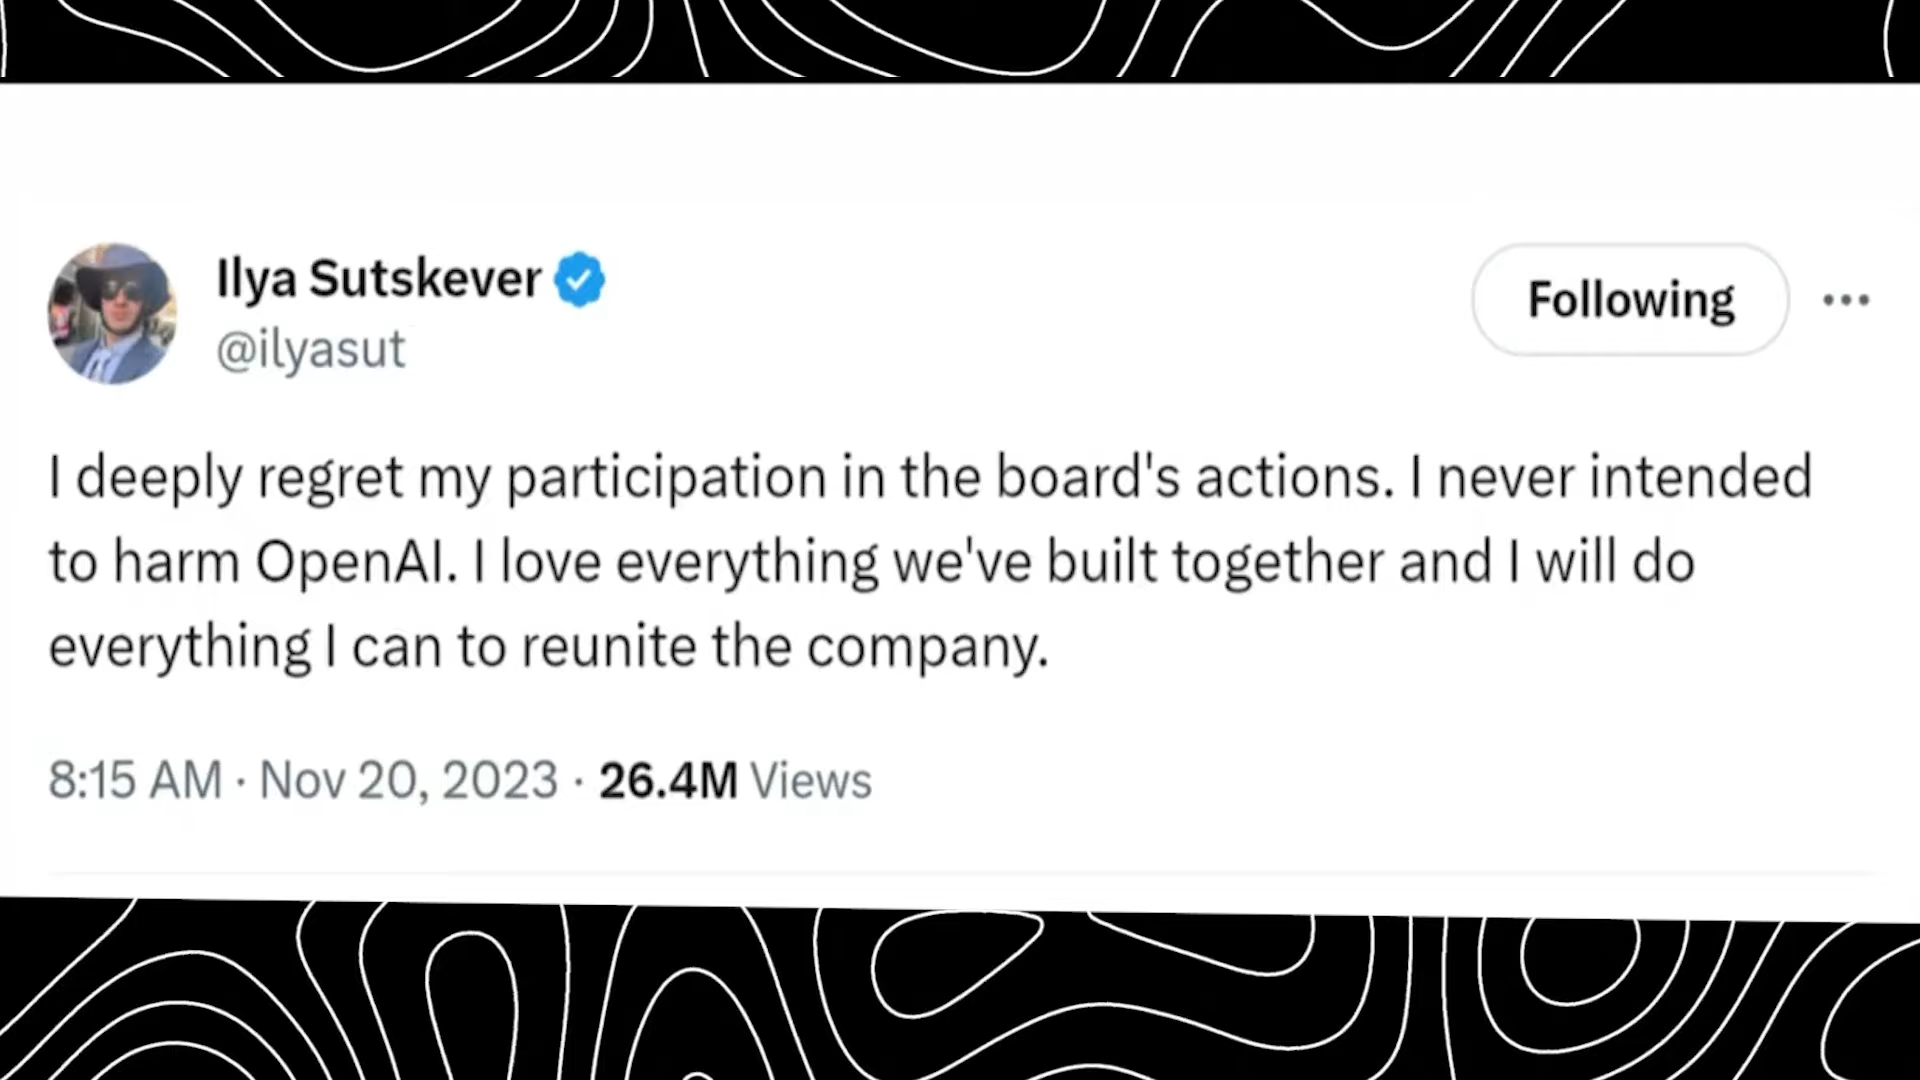 Ilya Sutskever
@ilyasut
Following
I deeply regret my participation in the board's actions. I never intended
to harm OpenAI. I love everything we've built together and I will do
everything I can to reunite the company.
8:15 AM · Nov 20, 2023 · 26.4M Views